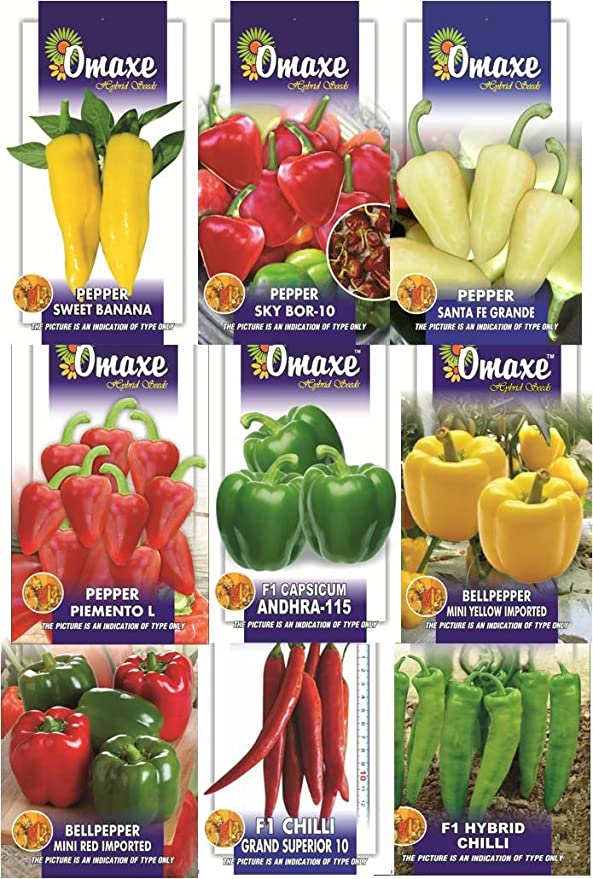 Omaxe
Hybrid Seeds
PEPPER
SWEET BANANA
THE PICTURE IS AN INDICATION OF TYPE ONLY
Omaxe
Hybrid Seeds
PEPPER
SKY BOR-10
THE PICTURE IS AN INDICATION OF TYPE ONLY
Omaxe
Hybrid Seeds
PEPPER
SANTA FE GRANDE
THE PICTURE IS AN INDICATION OF TYPE ONLY
Omaxe
Hybrid Seeds
PEPPER
PIEMENTO L
THE PICTURE IS AN INDICATION OF TYPE ONLY
Omaxe™
Hybrid Seeds
F1 CAPSICUM
ANDHRA-115
THE PICTURE IS AN INDICATION OF TYPE ONLY
Omaxe™
Hybrid Seeds
BELLPEPPER
MINI YELLOW IMPORTED
THE PICTURE IS AN INDICATION OF TYPE ONLY
BELLPEPPER
MINI RED IMPORTED
THE PICTURE IS AN INDICATION OF TYPE ONLY
F1 CHILLI
GRAND SUPERIOR 10
THE PICTURE IS AN INDICATION OF TYPE ONLY
F1 HYBRID
CHILLI
THE PICTURE IS AN INDICATION OF TYPE ONLY